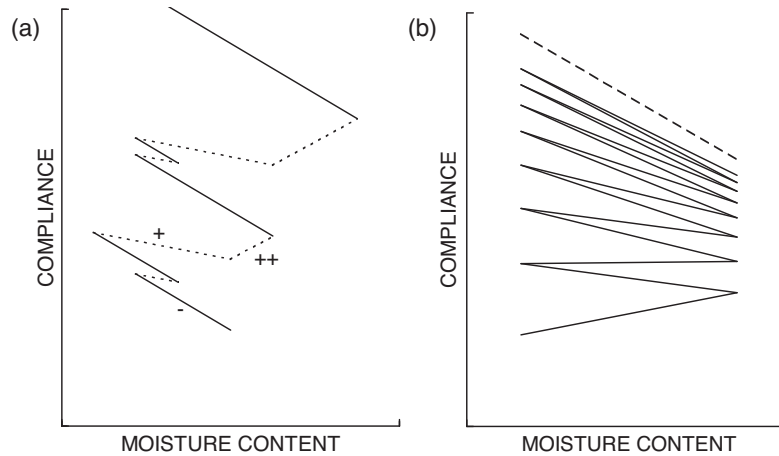 (a)
COMPLIANCE
+
++
-
MOISTURE CONTENT
(b)
COMPLIANCE
MOISTURE CONTENT